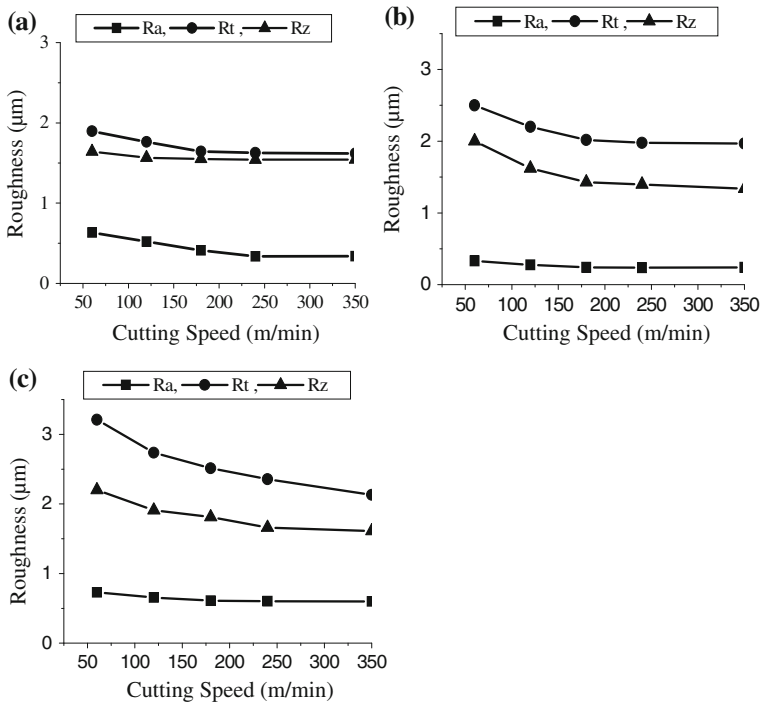 (a)
Ra, Rt , Rz
3
2
1
0
Roughness (μm)
50 100 150 200 250 300 350
Cutting Speed (m/min)
(b)
Ra, Rt , Rz
3
2
1
0
Roughness (μm)
50 100 150 200 250 300 350
Cutting Speed (m/min)
(c)
Ra, Rt , Rz
3
2
1
0
Roughness (μm)
50 100 150 200 250 300 350
Cutting Speed (m/min)